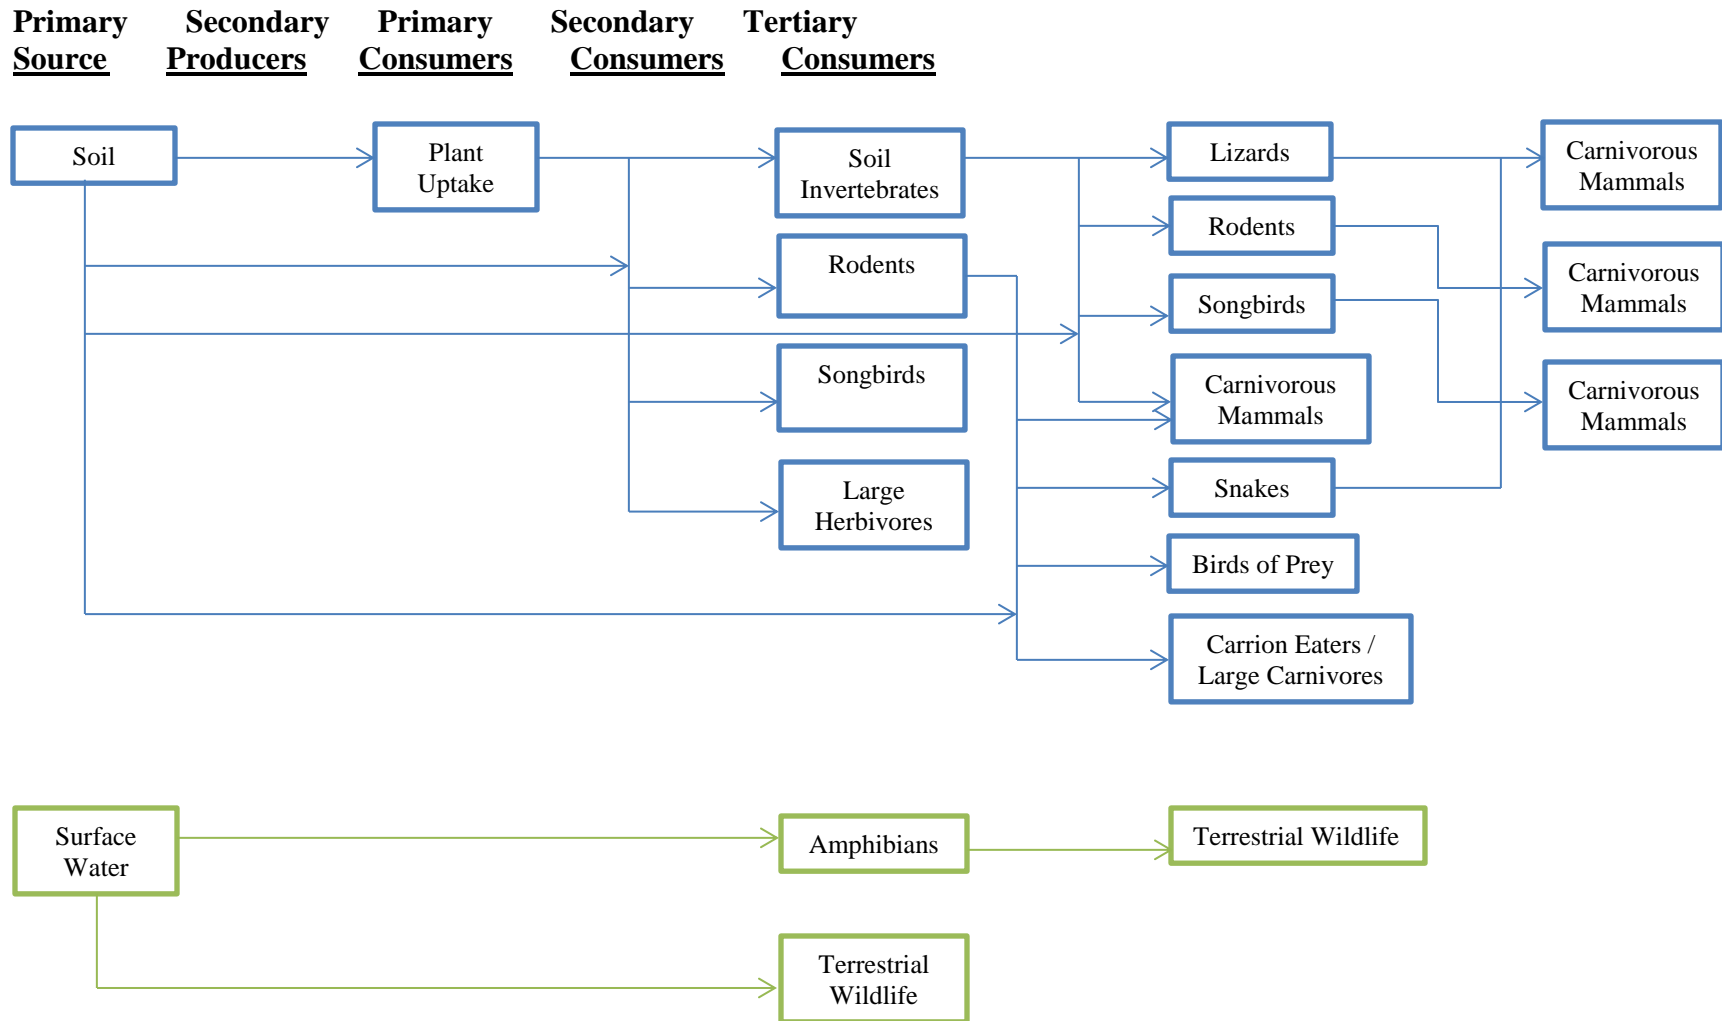 Primary Secondary Primary Secondary Tertiary
Source Producers Consumers Consumers Consumers
Soil
Plant
Uptake
Soil
Invertebrates
Rodents
Songbirds
Large
Herbivores
Lizards
Rodents
Songbirds
Carnivorous
Mammals
Snakes
Birds of Prey
Carrion Eaters /
Large Carnivores
Carnivorous
Mammals
Carnivorous
Mammals
Carnivorous
Mammals
Surface
Water
Amphibians
Terrestrial Wildlife
Terrestrial
Wildlife